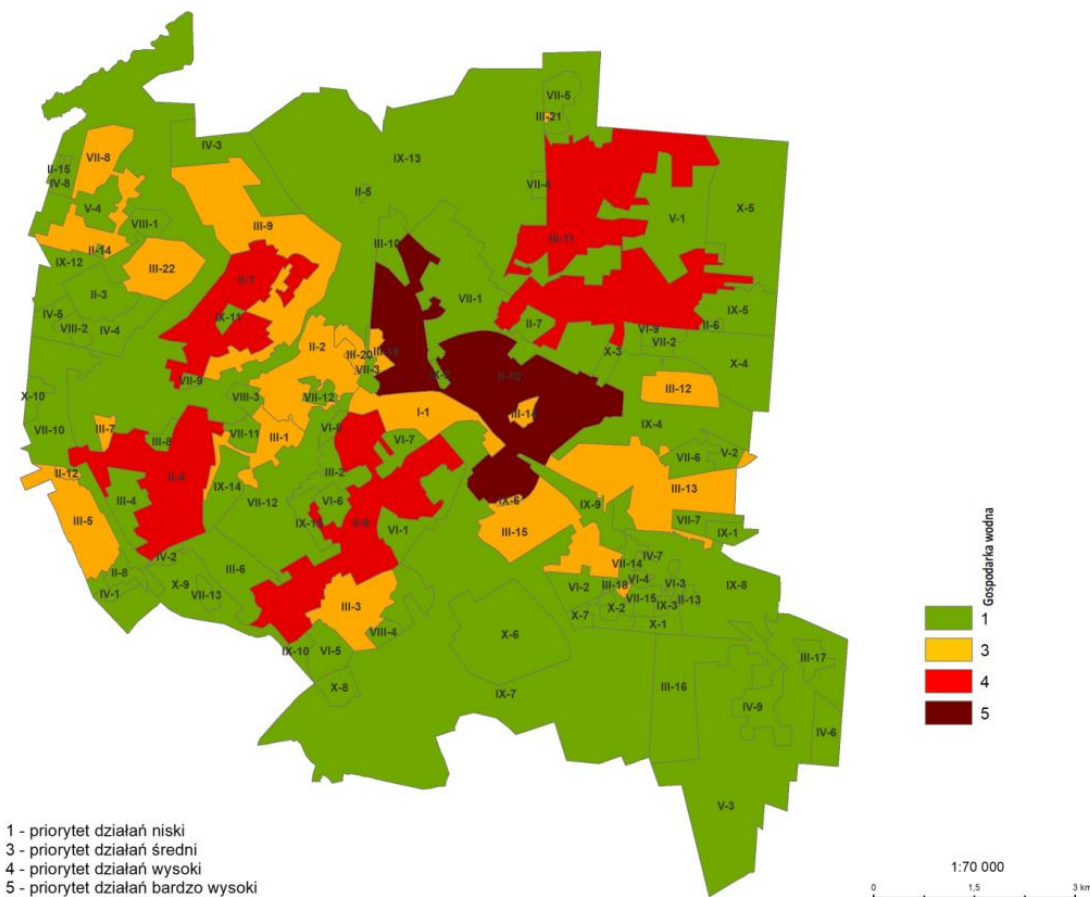 VII-5
III-21
IV-3
IX-13
VII-8
II-15
IV-8
II-5
VII-4
V-4
V-1
X-5
VIII-1
III-9
III-10
III-11
II-14
IX-12
III-22
II-1
II-3
VII-1
IV-5
IX-11
IX-5
VIII-2
IV-4
II-7
II-6
VI-9
II-2
III-19
VII-2
III-20
X-3
VII-3
X-4
VII-9
II-10
X-10
VIII-3
VII-12
III-12
I-1
III-14
VII-10
III-7
III-8
VII-11
III-1
VI-7
IX-4
V-2
VII-6
II-12
II-4
III-2
IX-14
III-4
VII-12
VI-6
IX-6
IX-9
III-13
III-5
II-9
VI-1
III-15
VII-7
IX-1
IV-2
IV-7
III-6
VII-14
II-8
X-9
VI-2
III-18
VI-4
VI-3
IX-8
IV-1
VII-13
VII-15
II-13
III-3
X-2
IX-3
X-7
VIII-4
X-1
X-6
IX-10
VI-5
III-17
X-8
III-16
IX-7
IV-9
IV-6
V-3
Gospodarka wodna
1
3
4
5
1 - priorytet działań niski
3 - priorytet działań średni
4 - priorytet działań wysoki
5 - priorytet działań bardzo wysoki
1:70 000
0 1,5 3 km